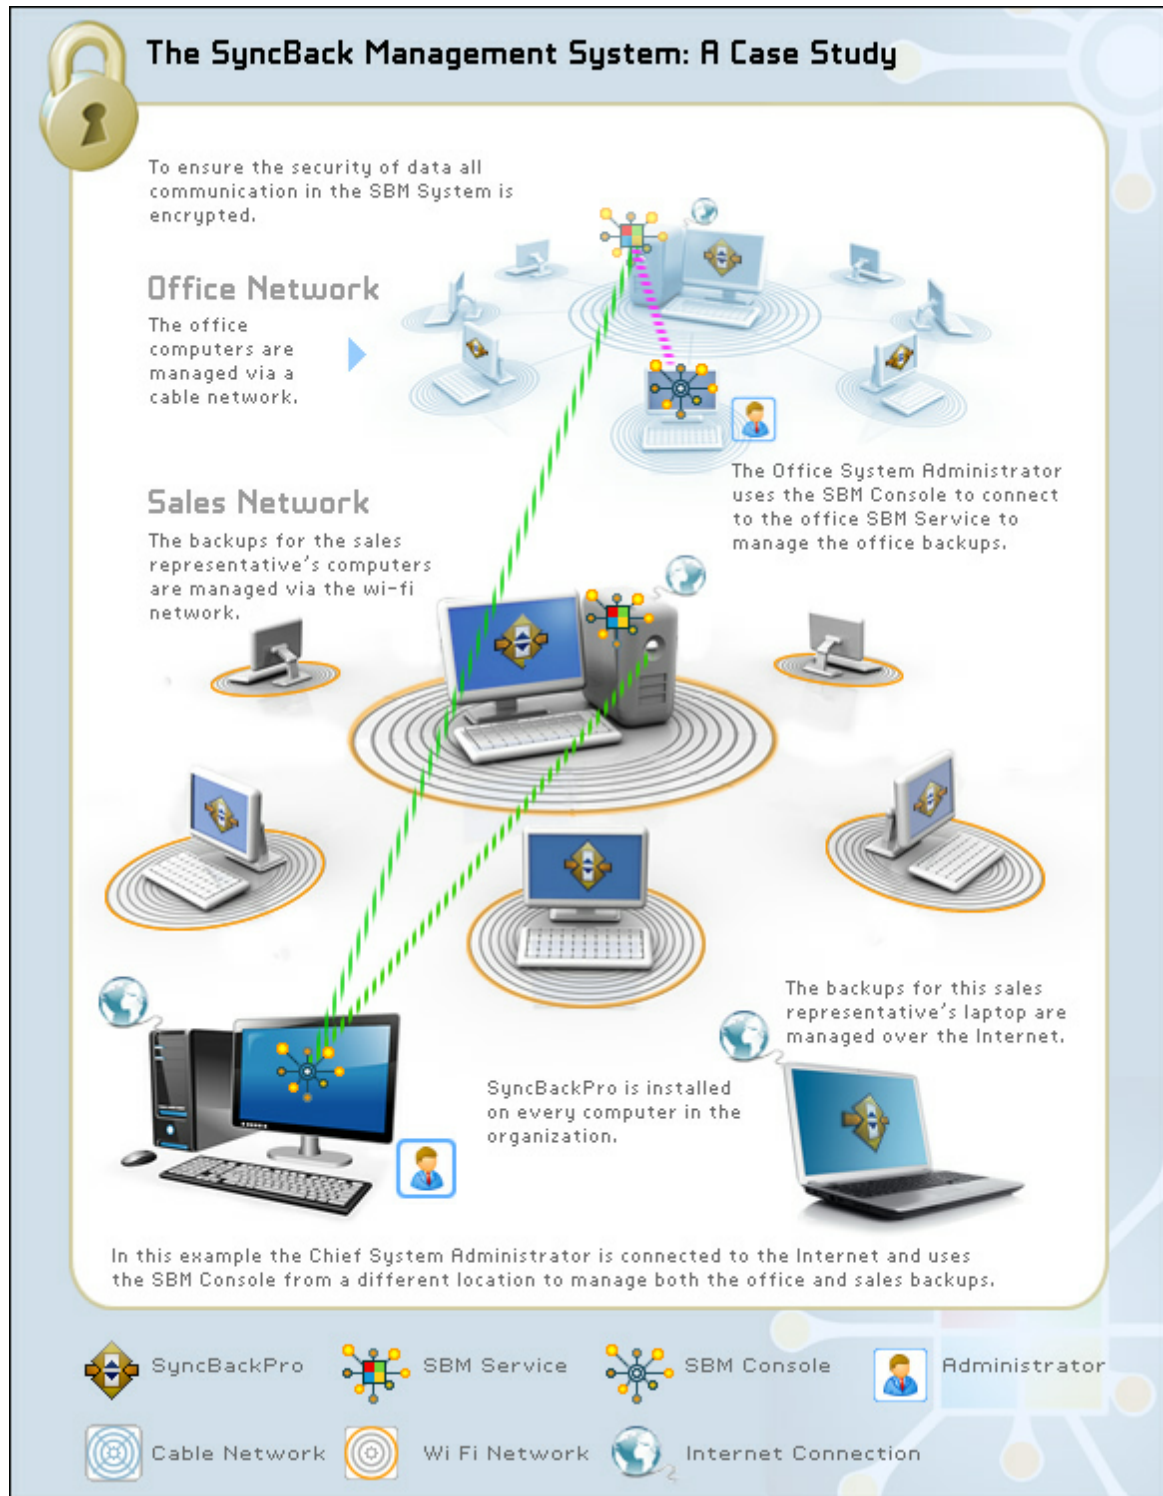 The SyncBack Management System: A Case Study
To ensure the security of data all
communication in the SBM System is
encrypted.
Office Network
The office
computers are
managed via a
cable network.
The Office System Administrator
uses the SBM Console to connect
to the office SBM Service to
manage the office backups.
Sales Network
The backups for the sales
representative's computers
are managed via the wi-fi
network.
The backups for this sales
representative's laptop are
managed over the Internet.
SyncBackPro is installed
on every computer in the
organization.
In this example the Chief System Administrator is connected to the Internet and uses
the SBM Console from a different location to manage both the office and sales backups.
SyncBackPro
SBM Service
SBM Console
Administrator
Cable Network
Wi Fi Network
Internet Connection